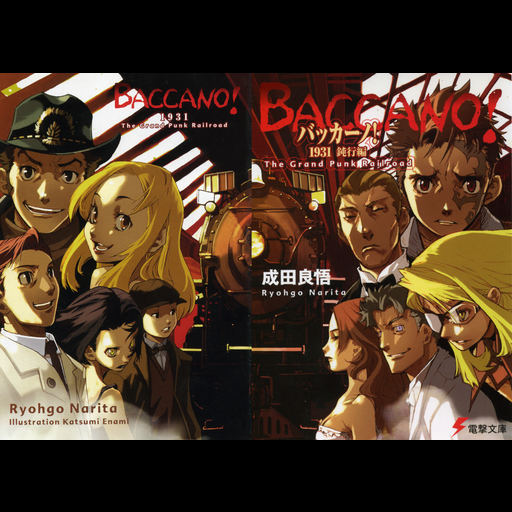 BACCANO!
1931
The Grand Punk Railroad
Ryohgo Narita
Illustration Katsumi Enami
BACCANO!
バッカーノ!
1931 鈍行編
The Grand Punk Railroad
成田良悟
Ryohgo Narita
電撃文庫